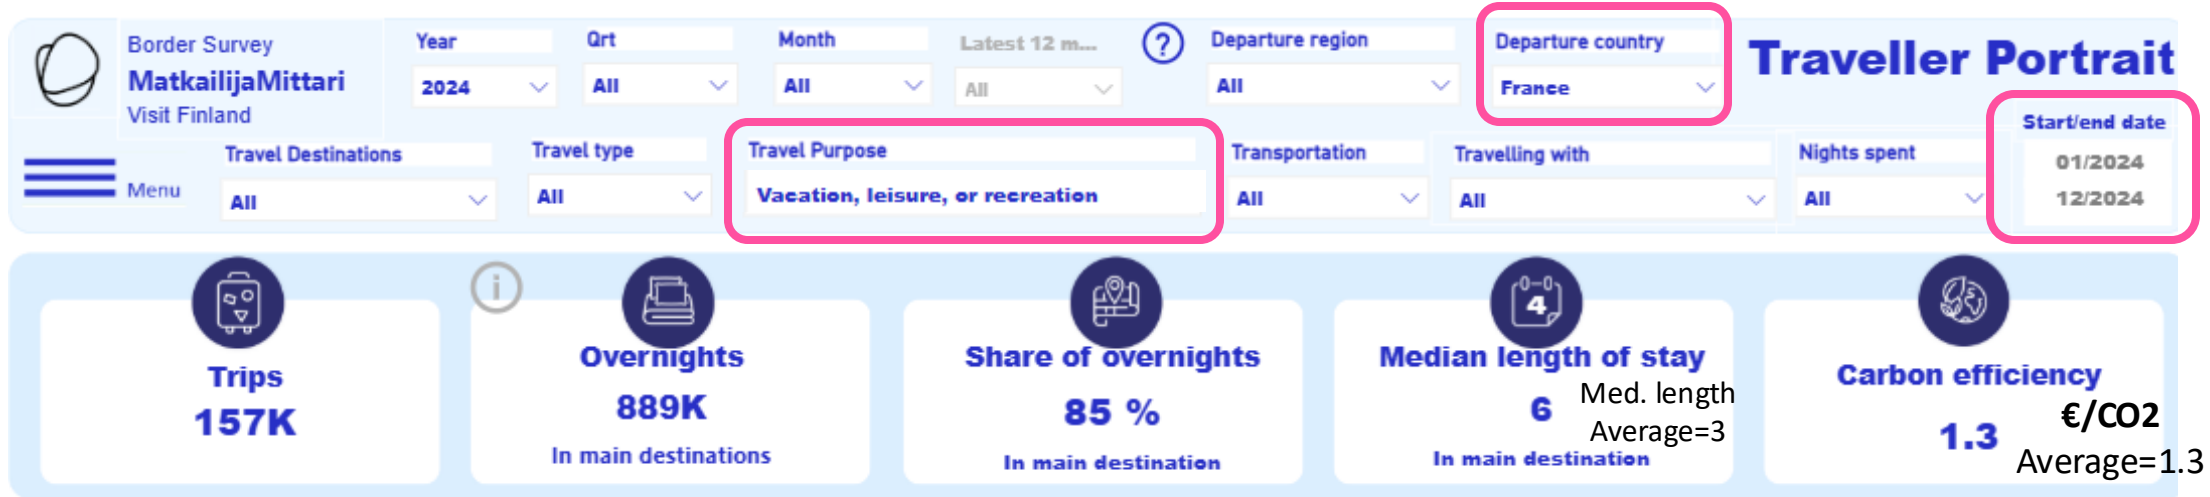 Border Survey
MatkailijaMittari
Visit Finland
Year
2024
Qrt
All
Month
All
Latest 12 m...
All
?
Departure region
All
Departure country
France
Traveller Portrait
Menu
Travel Destinations
All
Travel type
All
Travel Purpose
Vacation, leisure, or recreation
Transportation
All
Travelling with
All
Nights spent
All
Start/end date
01/2024
12/2024
Trips
157K
i
Overnights
889K
In main destinations
Share of overnights
85 %
In main destination
4
Median length of stay
6
Med. length
Average=3
In main destination
Carbon efficiency
1.3
€/CO2
Average=1.3